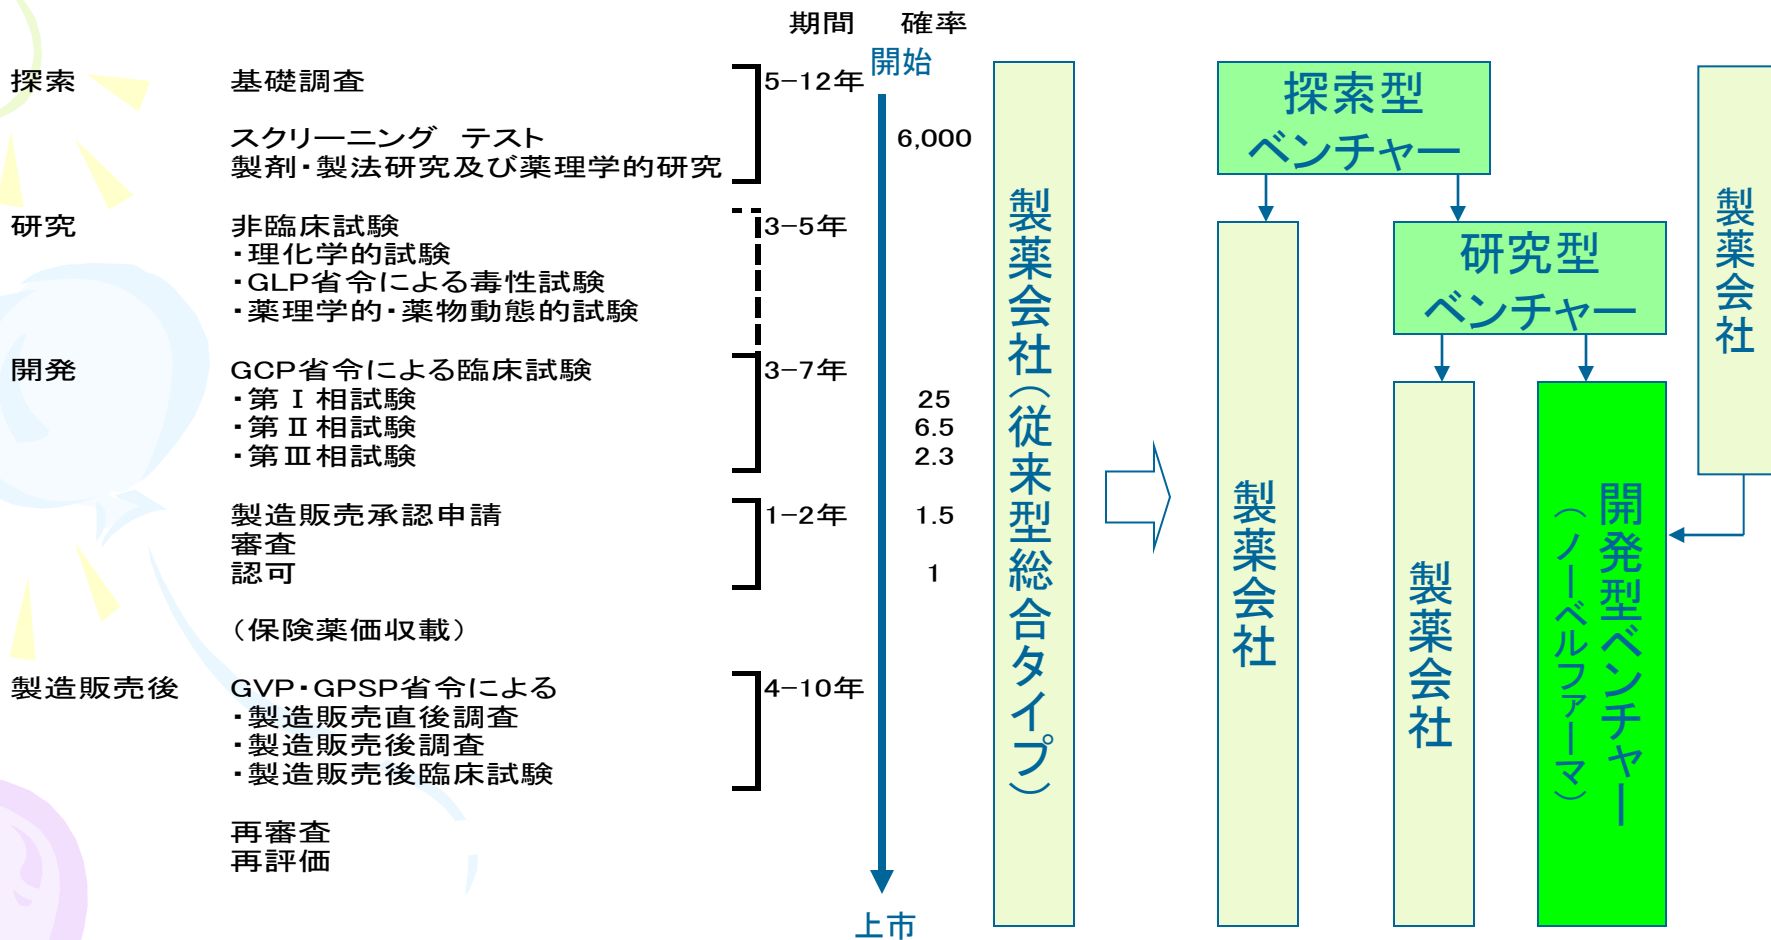 期間 確率
開始
探索 基礎調査 5-12年
スクリーニング テスト 6,000
製剤・製法研究及び薬理学的研究
研究 非臨床試験 3-5年
・理化学的試験
・GLP省令による毒性試験
・薬理学的・薬物動態的試験
開発 GCP省令による臨床試験 3-7年
・第Ⅰ相試験 25
・第Ⅱ相試験 6.5
・第Ⅲ相試験 2.3
製造販売承認申請 1-2年 1.5
審査
認可 1
（保険薬価収載）
製造販売後 GVP・GPSP省令による 4-10年
・製造販売直後調査
・製造販売後調査
・製造販売後臨床試験
再審査
再評価
上市
製薬会社（従来型総合タイプ）
探索型
ベンチャー
製薬会社
研究型
ベンチャー
製薬会社
開発型ベンチャー
（ノーベルファーマ）
製薬会社